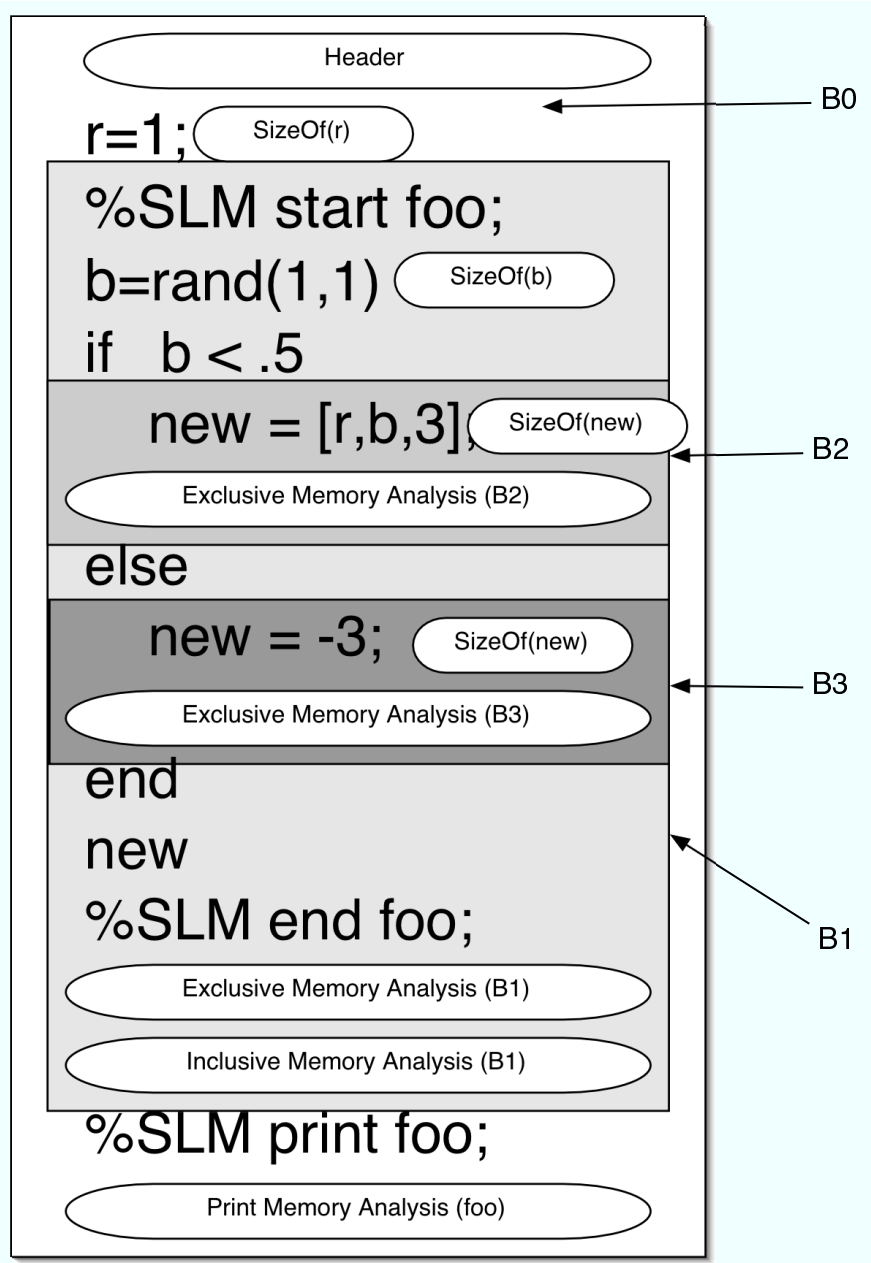 Header
B0
r=1; SizeOf(r)
%SLM start foo;
b=rand(1,1) SizeOf(b)
if b < .5
new = [r,b,3]; SizeOf(new)
B2
Exclusive Memory Analysis (B2)
else
new = -3; SizeOf(new)
B3
Exclusive Memory Analysis (B3)
end
new
%SLM end foo;
B1
Exclusive Memory Analysis (B1)
Inclusive Memory Analysis (B1)
%SLM print foo;
Print Memory Analysis (foo)